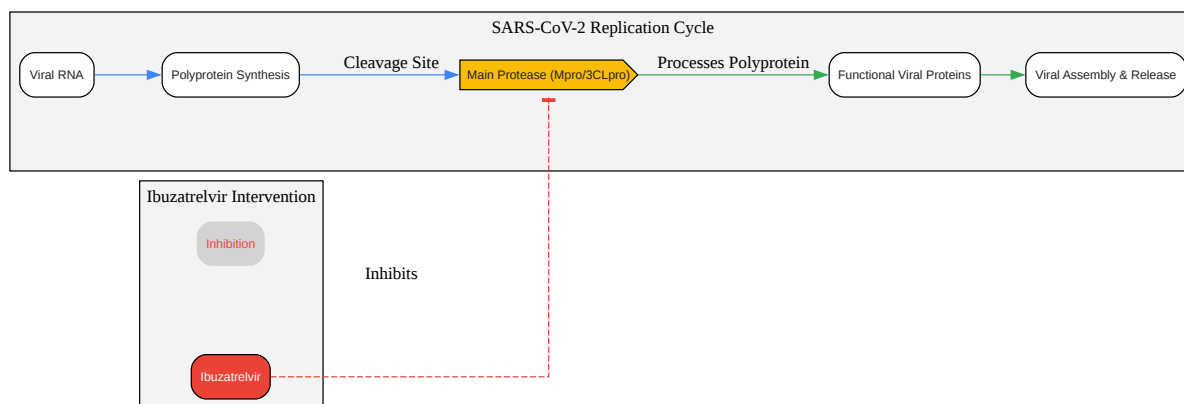 SARS-CoV-2 Replication Cycle
Viral RNA
Polyprotein Synthesis
Cleavage Site
Main Protease (Mpro/3CLpro)
Processes Polyprotein
Functional Viral Proteins
Viral Assembly & Release
Ibuzatrelvir Intervention
Inhibition
Inhibits
Ibuzatrelvir